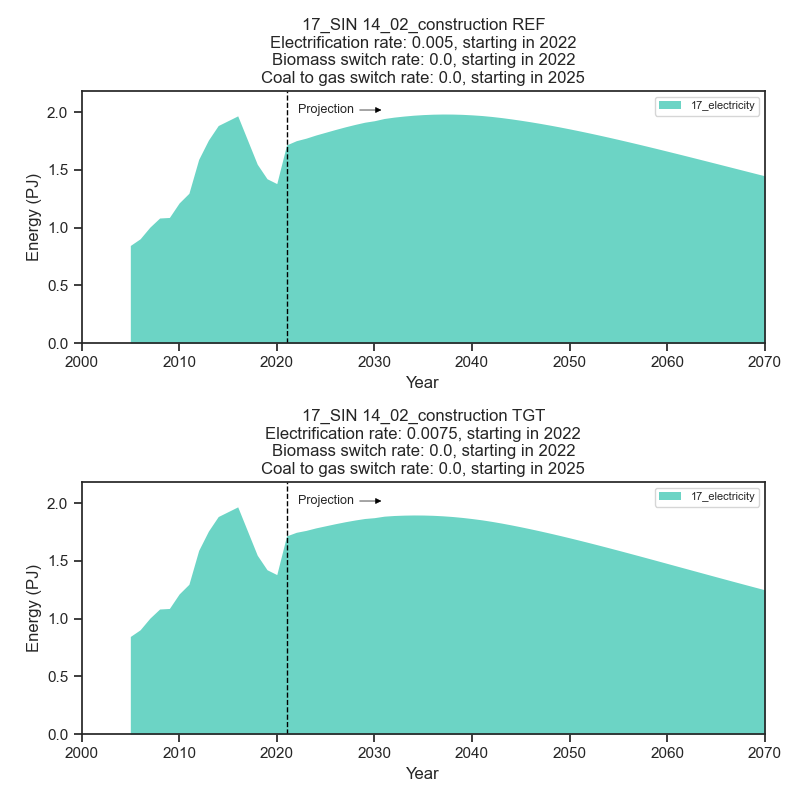 17_SIN 14_02_construction REF
Electrification rate: 0.005, starting in 2022
Biomass switch rate: 0.0, starting in 2022
Coal to gas switch rate: 0.0, starting in 2025
Projection
17_electricity
2.0
1.5
1.0
0.5
0.0
Energy (PJ)
2000 2010 2020 2030 2040 2050 2060 2070
Year
17_SIN 14_02_construction TGT
Electrification rate: 0.0075, starting in 2022
Biomass switch rate: 0.0, starting in 2022
Coal to gas switch rate: 0.0, starting in 2025
Projection
17_electricity
2.0
1.5
1.0
0.5
0.0
Energy (PJ)
2000 2010 2020 2030 2040 2050 2060 2070
Year